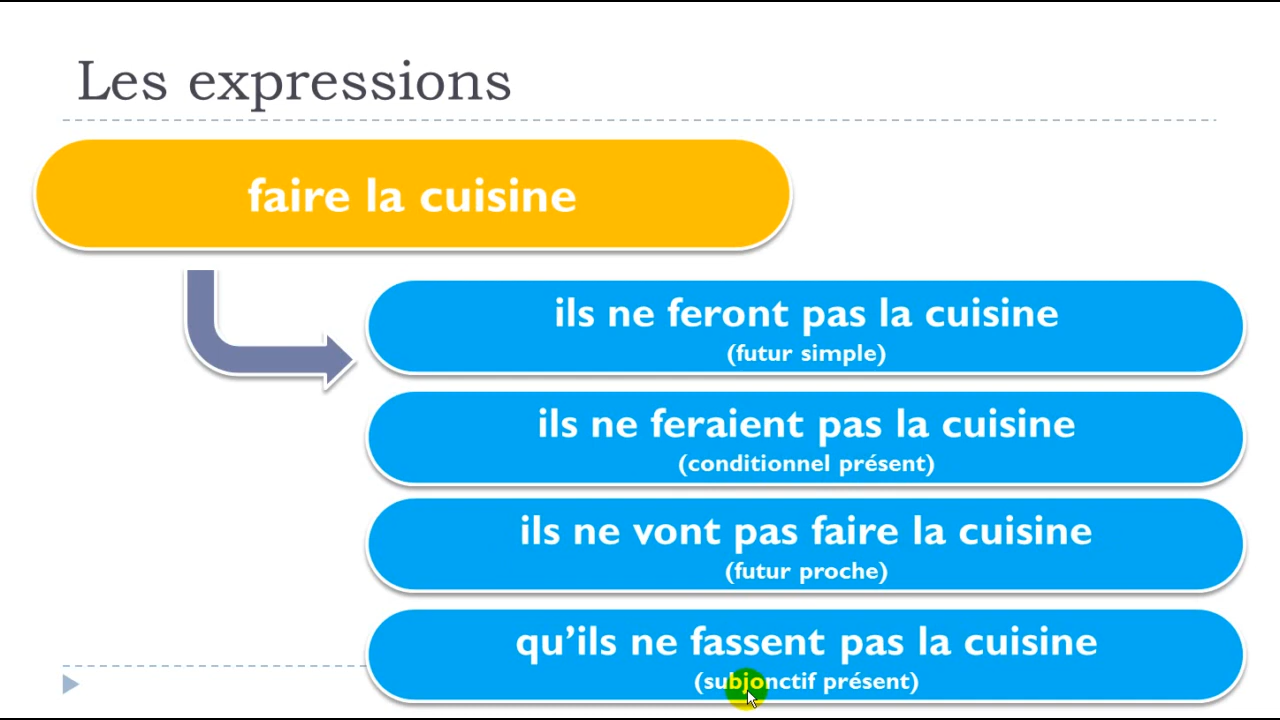 Les expressions
faire la cuisine
ils ne feront pas la cuisine
(futur simple)
ils ne feraient pas la cuisine
(conditionnel présent)
ils ne vont pas faire la cuisine
(futur proche)
qu’ils ne fassent pas la cuisine
(subjonctif présent)